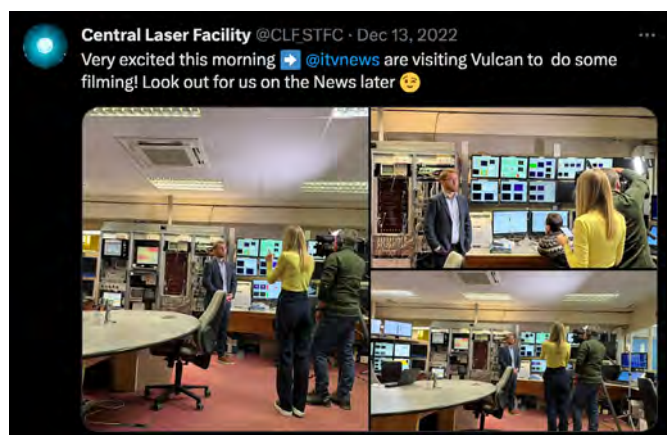 Central Laser Facility @CLF_STFC · Dec 13, 2022
Very excited this morning ➡️ @itvnews are visiting Vulcan to do some
filming! Look out for us on the News later 😉